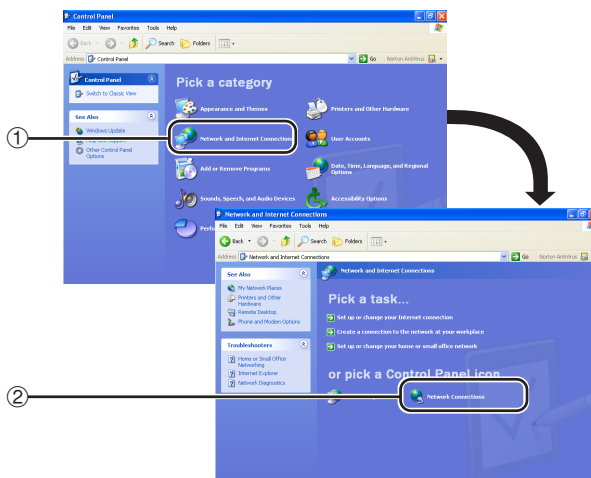 Control Panel
File Edit View Favorites Tools Help
Back Search Folders
Address Control Panel Go Norton AntiVirus
Control Panel
Switch to Classic View
See Also
Windows Update
Help and Support
Other Control Panel
Options
Pick a category
Appearance and Themes
Printers and Other Hardware
Network and Internet Connections
User Accounts
Add or Remove Programs
Date, Time, Language, and Regional
Options
Sounds, Speech, and Audio Devices
Accessibility Options
Perfo
①
Network and Internet Connections
File Edit View Favorites Tools Help
Back Search Folders
Address Network and Internet Connections Go Norton AntiVirus
See Also
My Network Places
Printers and Other
Hardware
Remote Desktop
Phone and Modem Options
Troubleshooters
Home or Small Office
Networking
Internet Explorer
Network Diagnostics
Network and Internet Connections
Pick a task...
Set up or change your Internet connection
Create a connection to the network at your workplace
Set up or change your home or small office network
or pick a Control Panel icon
Network Connections
②